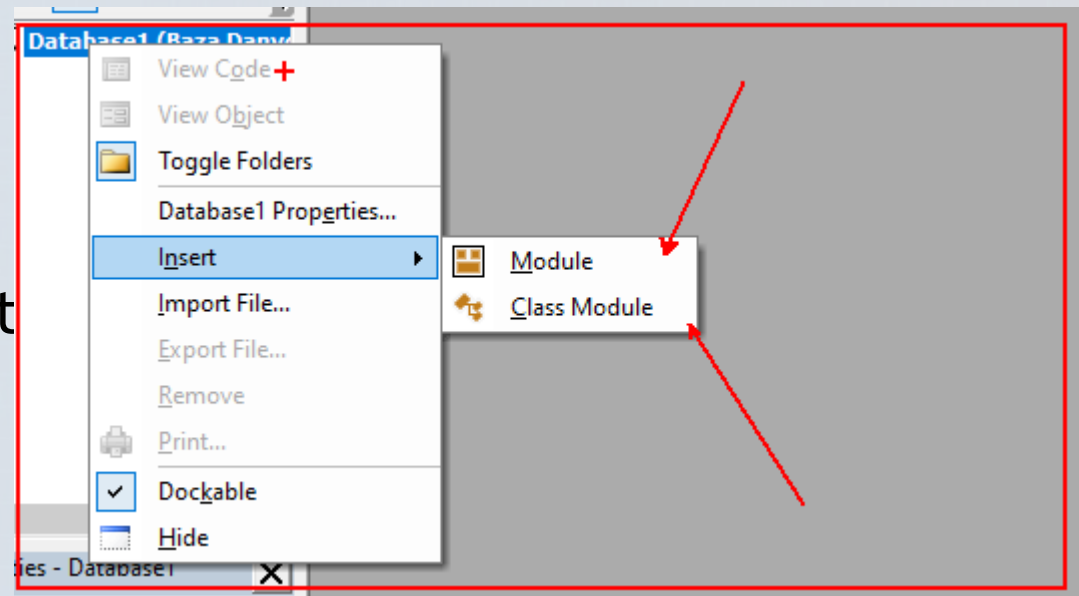 Database1 (Baza Danyc
View Code
View Object
Toggle Folders
Database1 Properties...
Insert
Module
Import File...
Class Module
t
Export File...
Remove
Print...
Dockable
Hide
ies - Database1